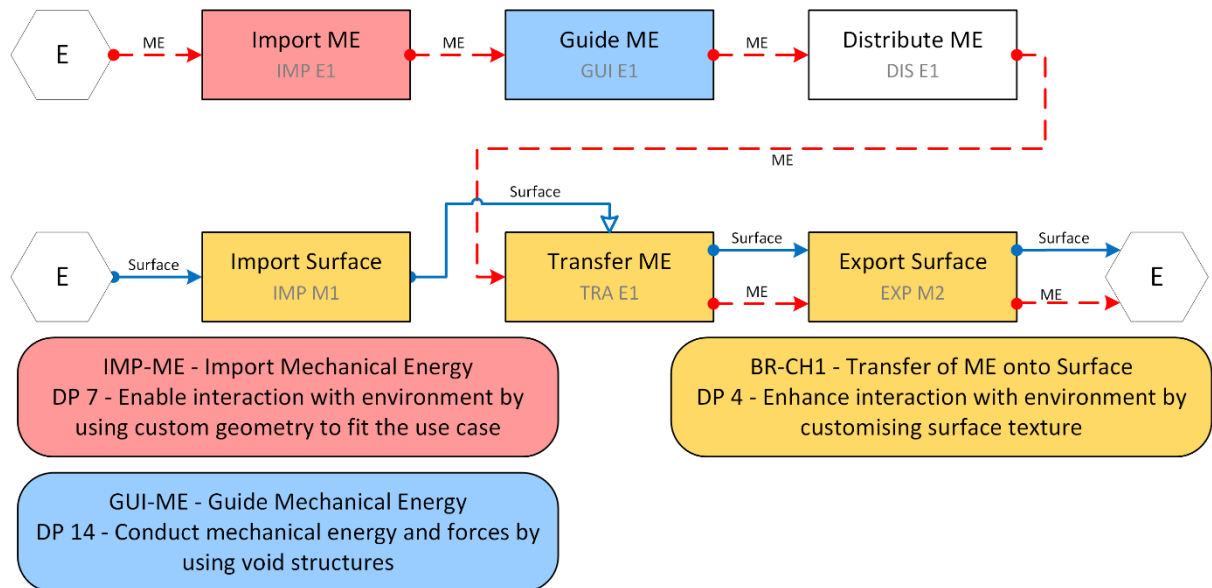 E
ME
Import ME
IMP E1
ME
Guide ME
GUI E1
ME
Distribute ME
DIS E1
ME
Surface
E
Surface
Import Surface
IMP M1
Transfer ME
TRA E1
Surface
ME
Export Surface
EXP M2
Surface
ME
E
IMP-ME - Import Mechanical Energy
DP 7 - Enable interaction with environment by
using custom geometry to fit the use case
BR-CH1 - Transfer of ME onto Surface
DP 4 - Enhance interaction with environment by
customising surface texture
GUI-ME - Guide Mechanical Energy
DP 14 - Conduct mechanical energy and forces by
using void structures